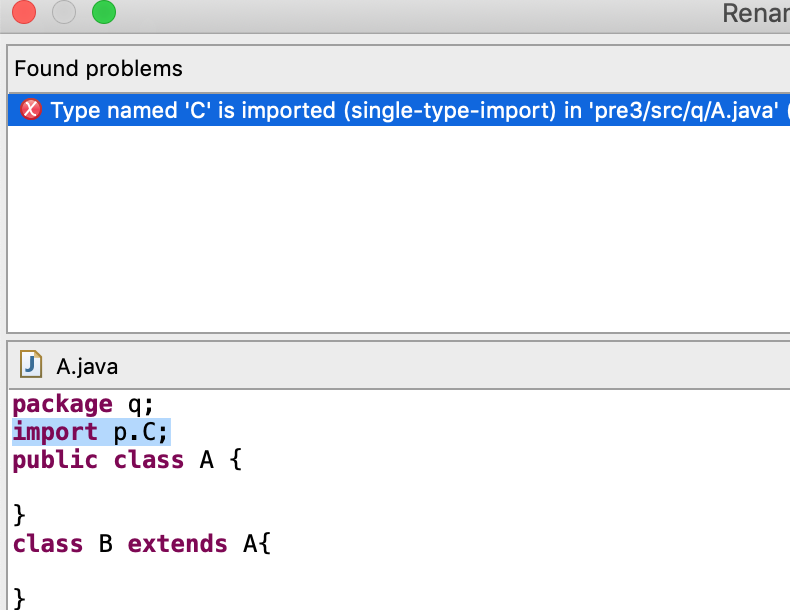 Found problems
Type named 'C' is imported (single-type-import) in 'pre3/src/q/A.java'
A.java
package q;
import p.C;
public class A {
}
class B extends A{
}